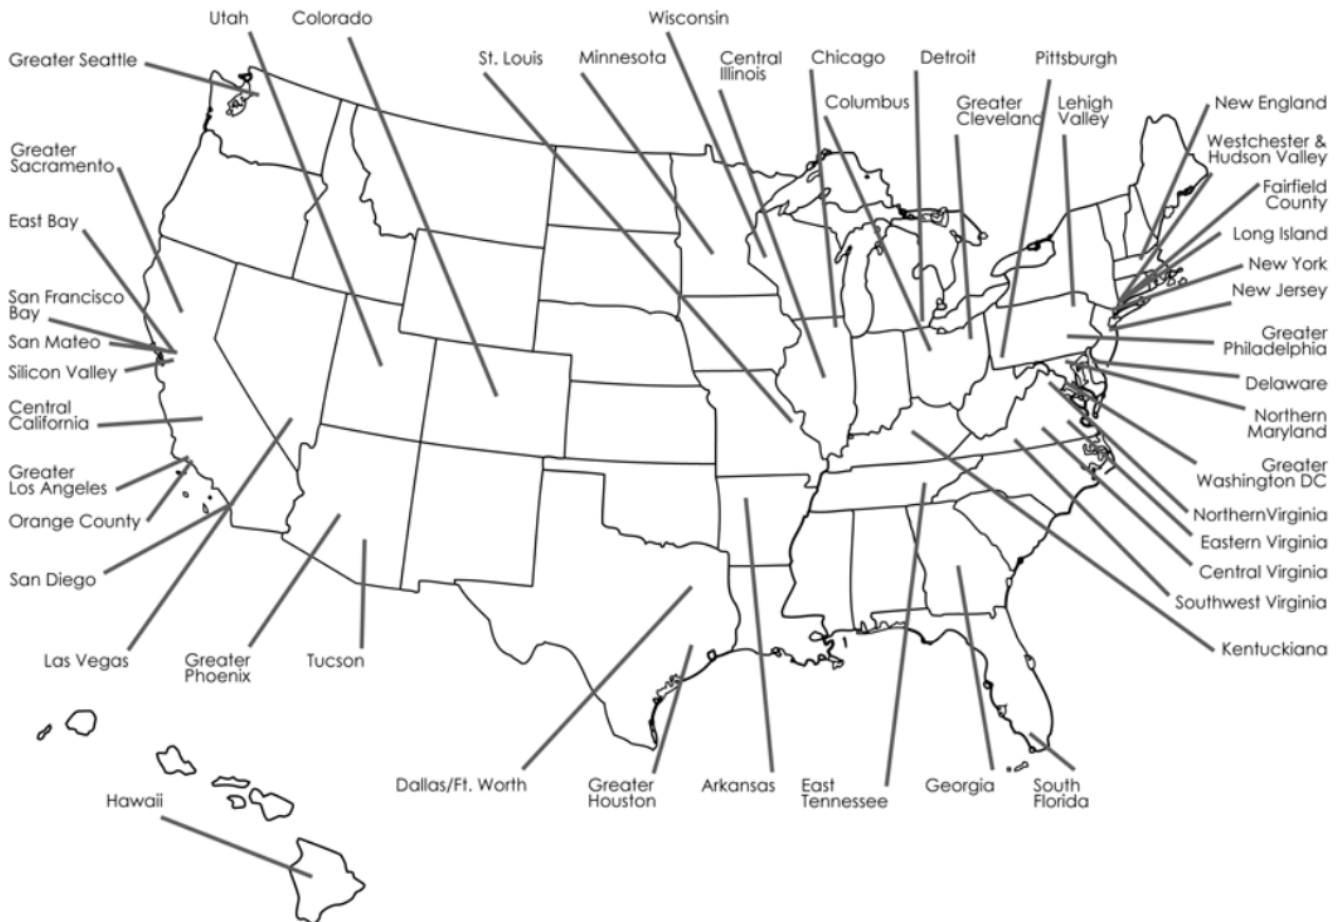 Utah
Colorado
Wisconsin
Greater Seattle
St. Louis
Minnesota
Central
Illinois
Chicago
Detroit
Pittsburgh
Columbus
Greater
Cleveland
Lehigh
Valley
New England
Westchester &
Hudson Valley
Fairfield
County
Long Island
New York
New Jersey
Greater
Philadelphia
Delaware
Northern
Maryland
Greater
Washington DC
NorthernVirginia
Eastern Virginia
Central Virginia
Southwest Virginia
Kentuckiana
Greater
Sacramento
East Bay
San Francisco
Bay
San Mateo
Silicon Valley
Central
California
Greater
Los Angeles
Orange County
San Diego
Las Vegas
Greater
Phoenix
Tucson
Dallas/Ft. Worth
Greater
Houston
Arkansas
East
Tennessee
Georgia
South
Florida
Hawaii